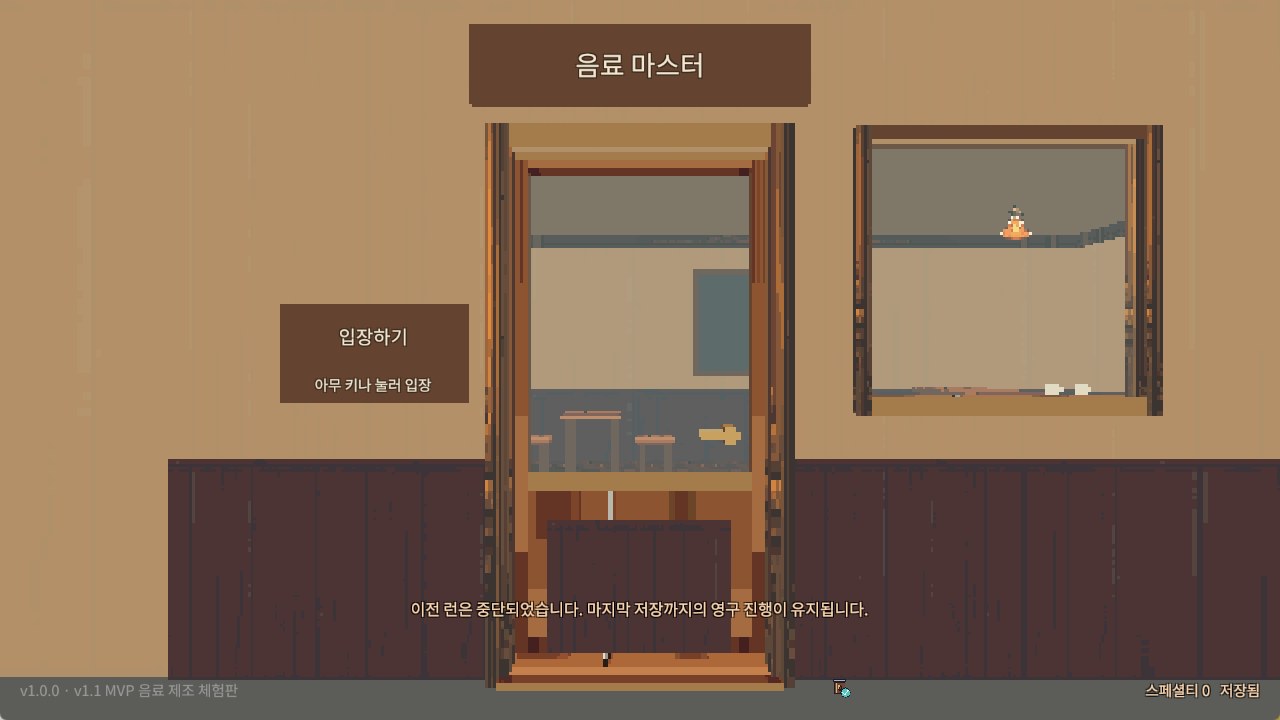 음료 마스터
입장하기
아무 키나 눌러 입장
이전 런은 중단되었습니다. 마지막 저장까지의 영구 진행이 유지됩니다.
v1.0.0 · v1.1 MVP 음료 제조 체험판
스페셜티 0 저장됨